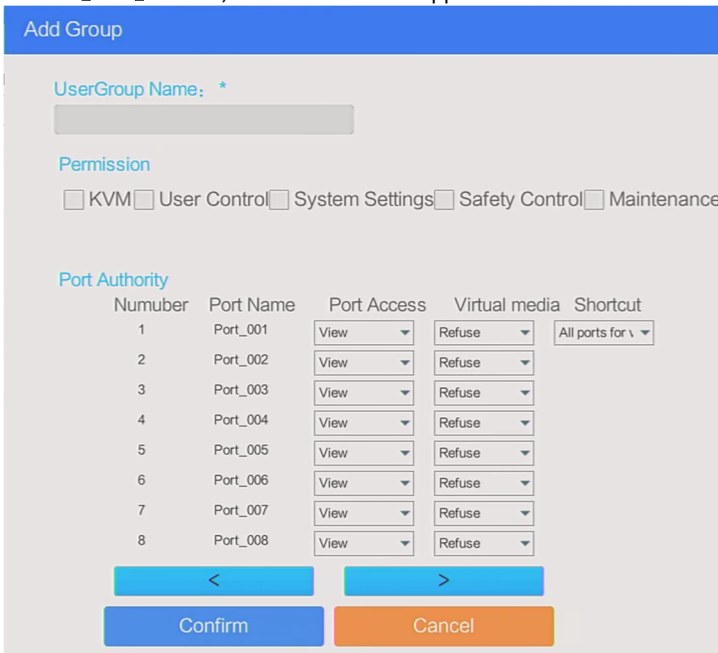 Add Group
UserGroup Name： *
Permission
KVM User Control System Settings Safety Control Maintenance
Port Authority
Numuber Port Name Port Access Virtual media Shortcut
1 Port_001 View Refuse All ports for
2 Port_002 View Refuse
3 Port_003 View Refuse
4 Port_004 View Refuse
5 Port_005 View Refuse
6 Port_006 View Refuse
7 Port_007 View Refuse
8 Port_008 View Refuse
< >
Confirm Cancel